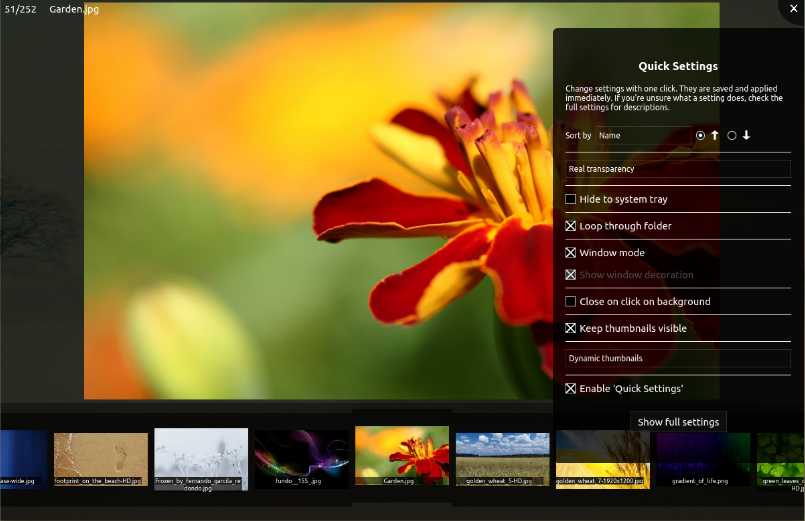 51/252 Garden.jpg
Quick Settings
Change settings with one click. They are saved and applied
immediately. If you're unsure what a setting does, check the
full settings for descriptions.
Sort by Name
Real transparency
Hide to system tray
Loop through folder
Window mode
Show window decoration
Close on click on background
Keep thumbnails visible
Dynamic thumbnails
Enable 'Quick Settings'
Show full settings
ase-wide.jpg
footprint_on_the_beach-HD.jpg
Frozen_by_fernando_garcia_re
dondo.jpg
fundo__155_.jpg
Garden.jpg
golden_wheat_5-HD.jpg
golden_wheat_7-1920x1200.jpg
gradient_of_life.png
green_leaves_
HD.jp